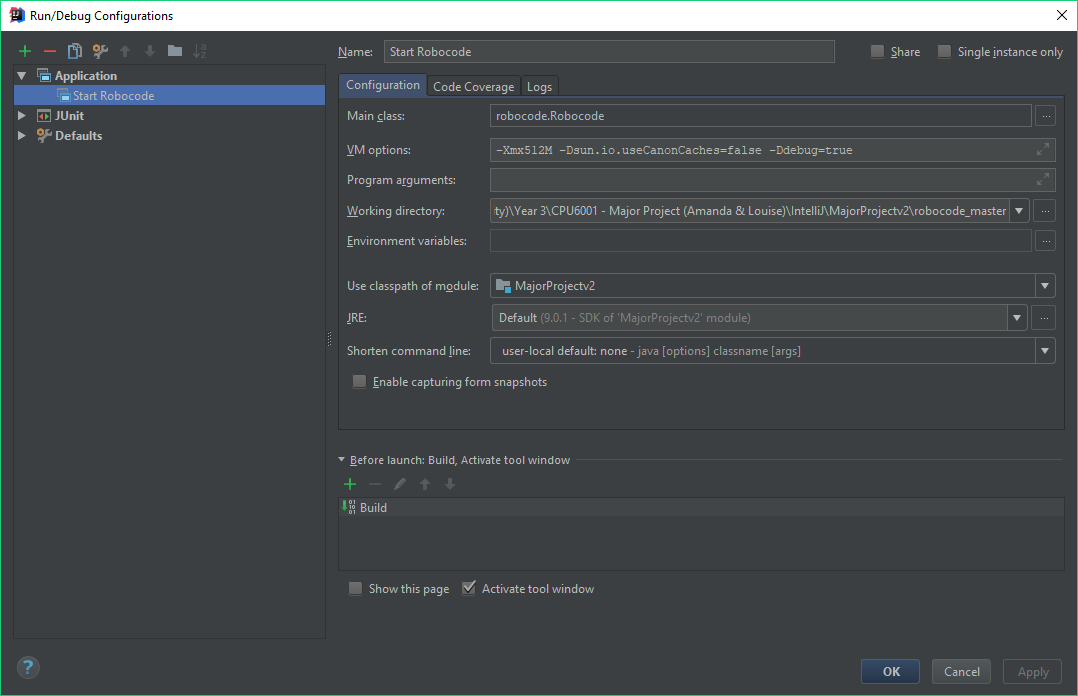 Run/Debug Configurations
Name: Start Robocode Share Single instance only
Application
Start Robocode
JUnit
Defaults
Configuration Code Coverage Logs
Main class: robocode.Robocode ...
VM options: -Xmx512M -Dsun.io.useCanonCaches=false -Ddebug=true
Program arguments:
Working directory: ty)\Year 3\CPU6001 - Major Project (Amanda & Louise)\IntelliJ\MajorProjectv2\robocode_master ...
Environment variables: ...
Use classpath of module: MajorProjectv2
JRE: Default (9.0.1 - SDK of 'MajorProjectv2' module) ...
Shorten command line: user-local default: none - java [options] classname [args]
Enable capturing form snapshots
Before launch: Build, Activate tool window
Build
Show this page Activate tool window
? OK Cancel Apply